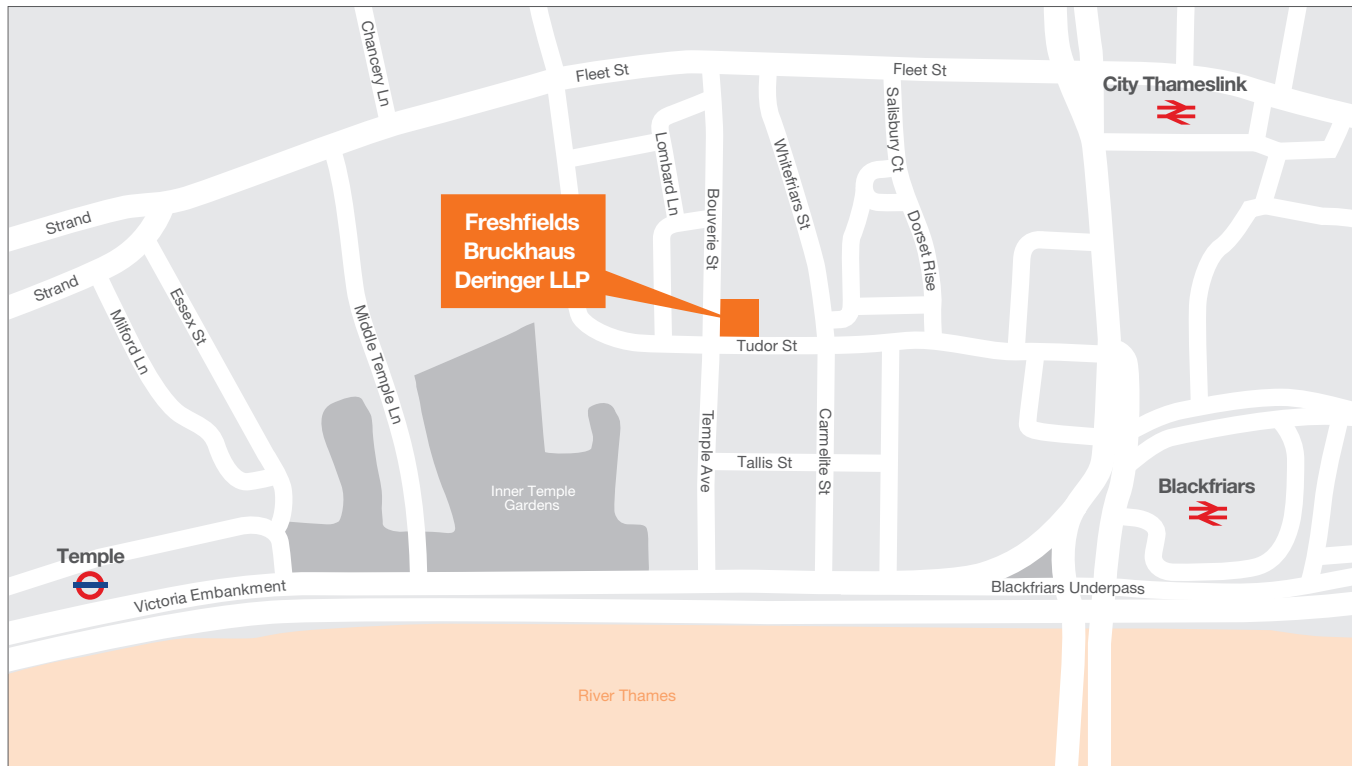 Chancery Ln
Fleet St
Fleet St
City Thameslink
Salisbury Ct
Lombard Ln
Whitefriars St
Bouverie St
Freshfields
Bruckhaus
Deringer LLP
Strand
Dorset Rise
Strand
Essex St
Milford Ln
Middle Temple Ln
Tudor St
Temple Ave
Carmelite St
Tallis St
Inner Temple
Gardens
Blackfriars
Temple
Victoria Embankment
Blackfriars Underpass
River Thames